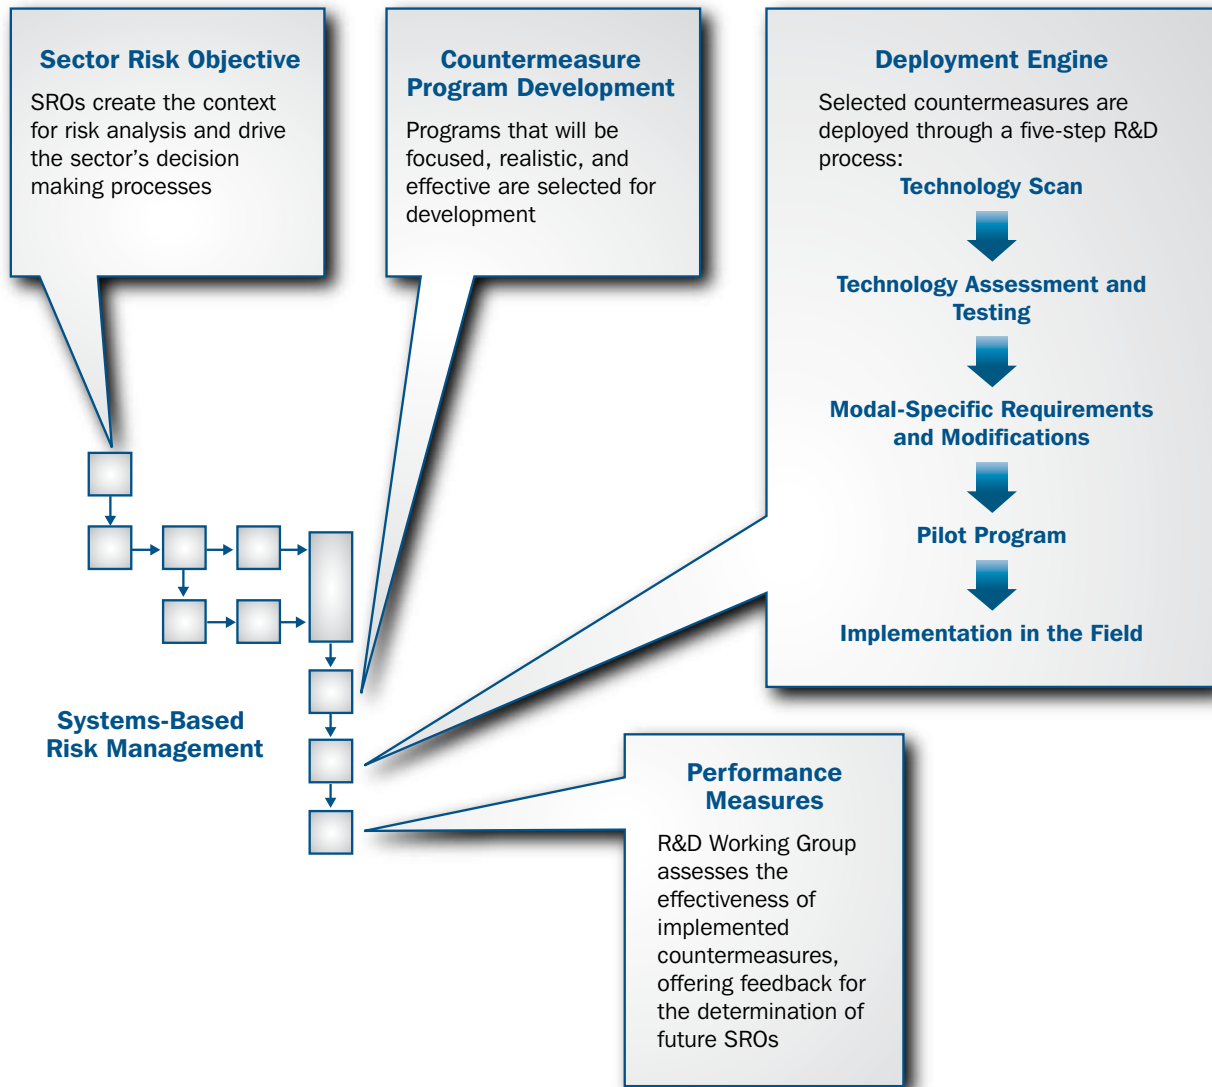 Sector Risk Objective
SROs create the context
for risk analysis and drive
the sector's decision
making processes
Countermeasure
Program Development
Programs that will be
focused, realistic, and
effective are selected for
development
Deployment Engine
Selected countermeasures are
deployed through a five-step R&D
process:
Technology Scan
Technology Assessment and
Testing
Modal-Specific Requirements
and Modifications
Pilot Program
Implementation in the Field
Systems-Based
Risk Management
Performance
Measures
R&D Working Group
assesses the
effectiveness of
implemented
countermeasures,
offering feedback for
the determination of
future SROs